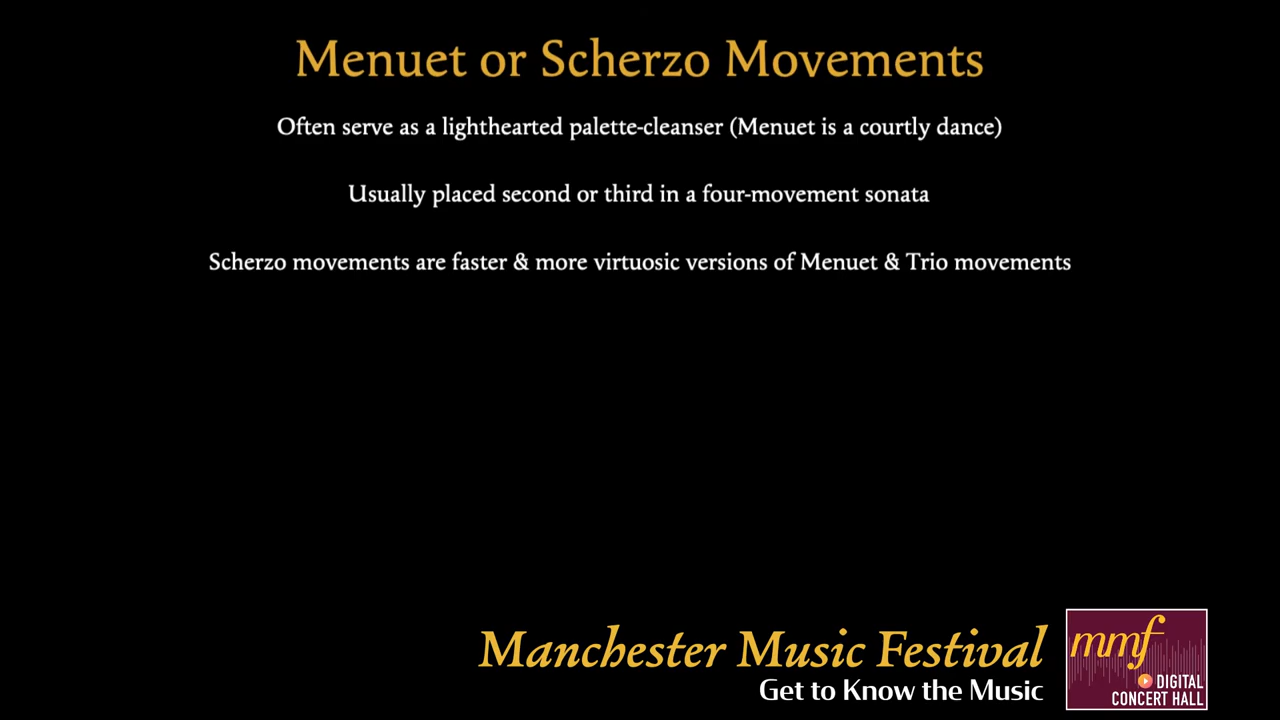 Menuet or Scherzo Movements
Often serve as a lighthearted palette-cleanser (Menuet is a courtly dance)
Usually placed second or third in a four-movement sonata
Scherzo movements are faster & more virtuosic versions of Menuet & Trio movements
Manchester Music Festival
Get to Know the Music
mmf
DIGITAL
CONCERT HALL